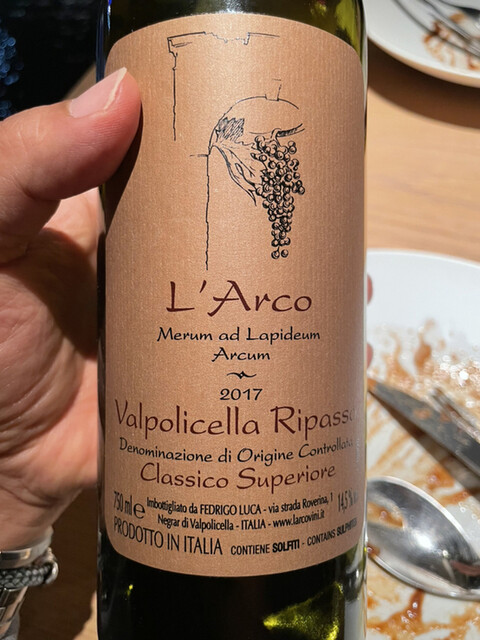 L'Arco
Merum ad Lapideum
Arcum
2017
Valpolicella Ripasso
Denominazione di Origine Controllata
Classico Superiore
750 ml e Imbottigliato da FEDRIGO LUCA - via strada Roverina, 1 14,5%
Negrar di Valpolicella - ITALIA - www.larcovini.it
PRODOTTO IN ITALIA CONTIENE SOLFITI - CONTAINS SULPHITES